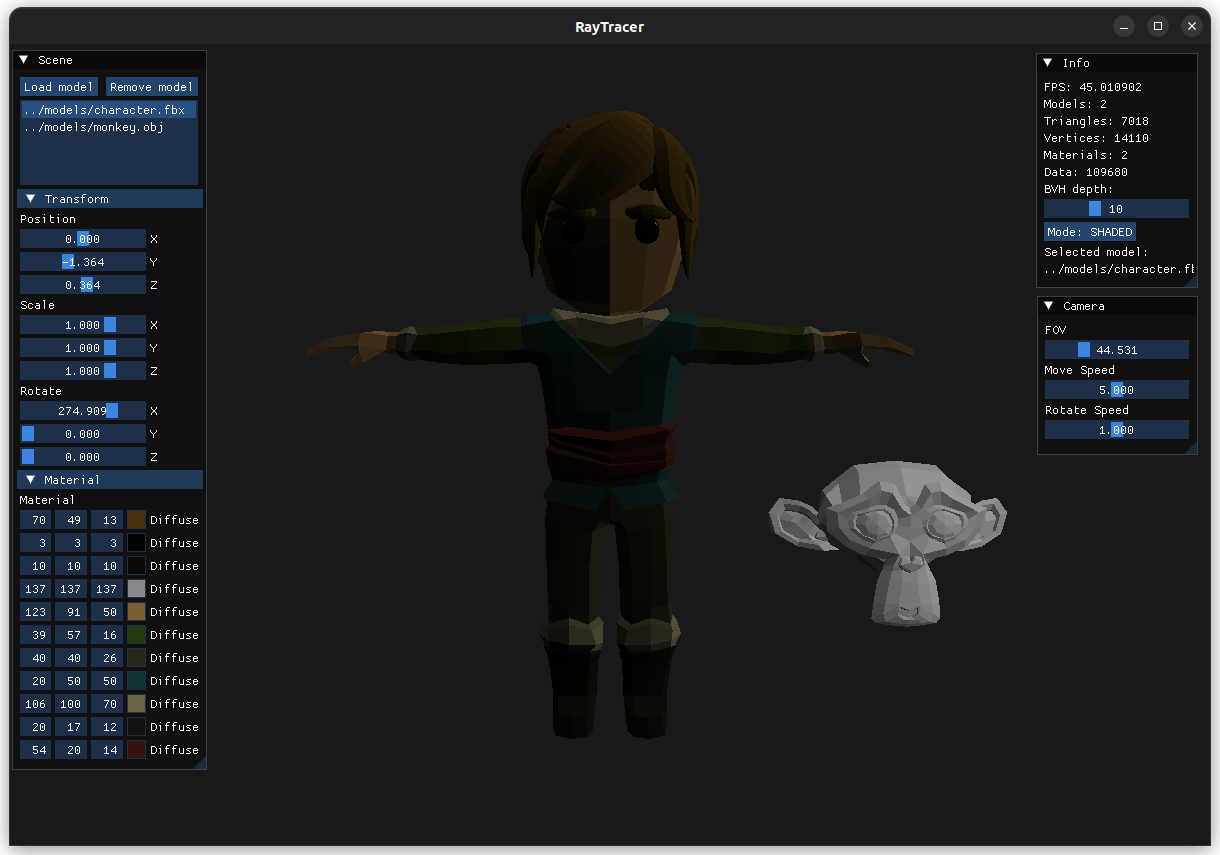 RayTracer
Scene
Load model Remove model
../models/character.fbx
../models/monkey.obj
Transform
Position
0.000 X
-1.364 Y
0.364 Z
Scale
1.000 X
1.000 Y
1.000 Z
Rotate
274.909 X
0.000 Y
0.000 Z
Material
Material
70 49 13 Diffuse
3 3 3 Diffuse
10 10 10 Diffuse
137 137 137 Diffuse
123 91 50 Diffuse
39 57 16 Diffuse
40 40 26 Diffuse
20 50 50 Diffuse
106 100 70 Diffuse
20 17 12 Diffuse
54 20 14 Diffuse
Info
FPS: 45.010902
Models: 2
Triangles: 7018
Vertices: 14110
Materials: 2
Data: 109680
BVH depth:
10
Mode: SHADED
Selected model:
../models/character.fb
Camera
FOV
44.531
Move Speed
5.000
Rotate Speed
1.000